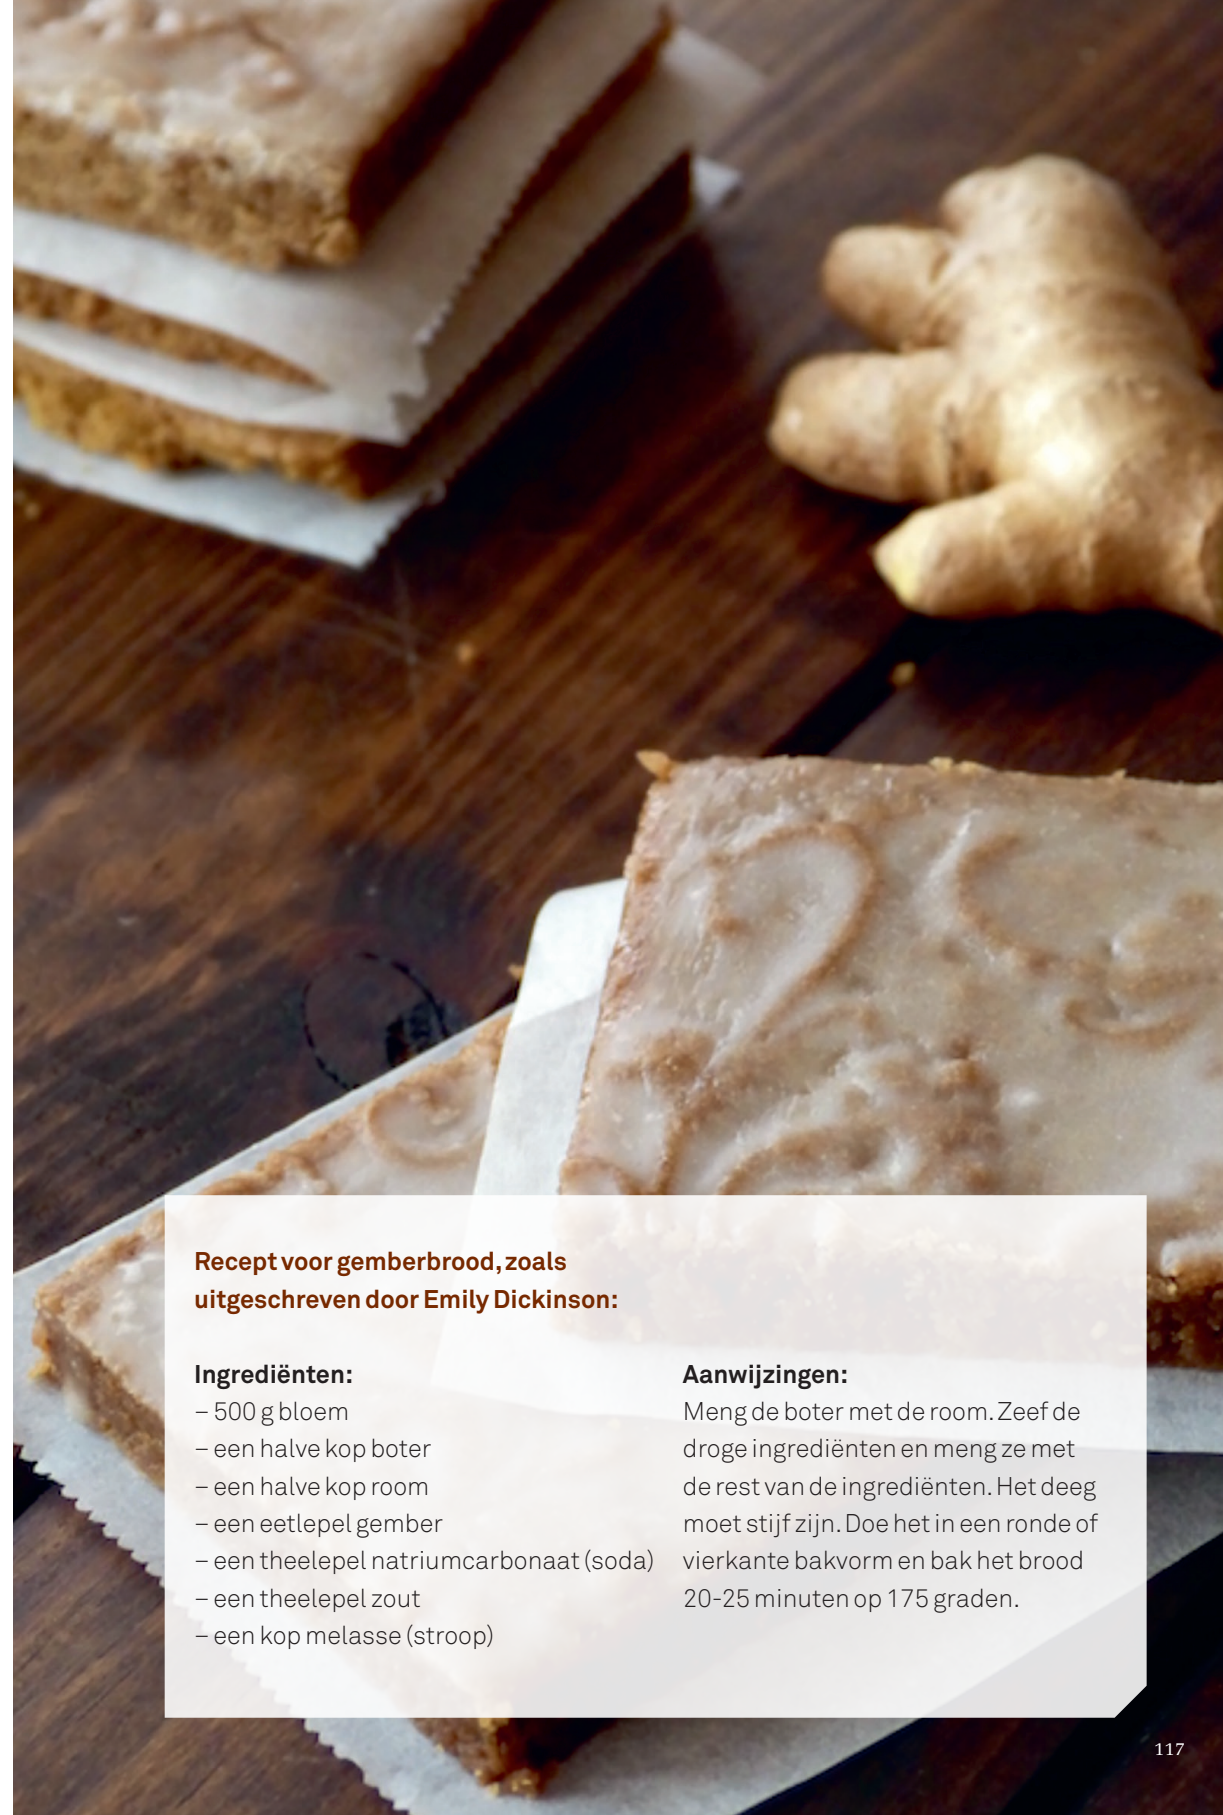 Recept voor gemberbrood, zoals
uitgeschreven door Emily Dickinson:
Ingrediënten:
– 500 g bloem
– een halve kop boter
– een halve kop room
– een eetlepel gember
– een theelepel natriumcarbonaat (soda)
– een theelepel zout
– een kop melasse (stroop)
Aanwijzingen:
Meng de boter met de room. Zeef de
droge ingrediënten en meng ze met
de rest van de ingrediënten. Het deeg
moet stijf zijn. Doe het in een ronde of
vierkante bakvorm en bak het brood
20-25 minuten op 175 graden.
117